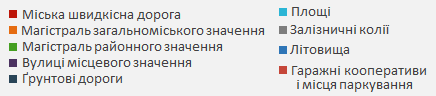 Міська швидкісна дорога
Магістраль загальноміського значення
Магістраль районного значення
Вулиці місцевого значення
Ґрунтові дороги
Площі
Залізничні колії
Літовища
Гаражні кооперативи
і місця паркування